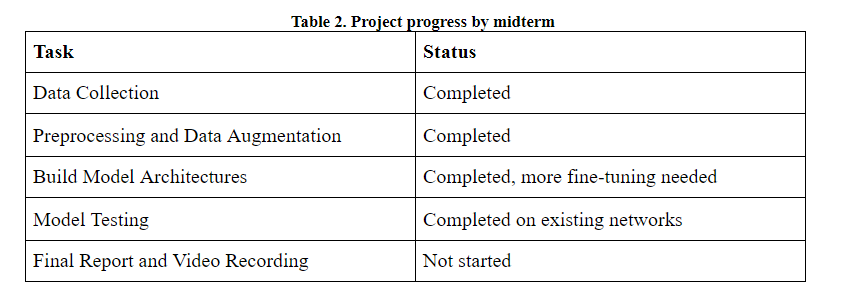 Table 2. Project progress by midterm
Task Status
Data Collection Completed
Preprocessing and Data Augmentation Completed
Build Model Architectures Completed, more fine-tuning needed
Model Testing Completed on existing networks
Final Report and Video Recording Not started